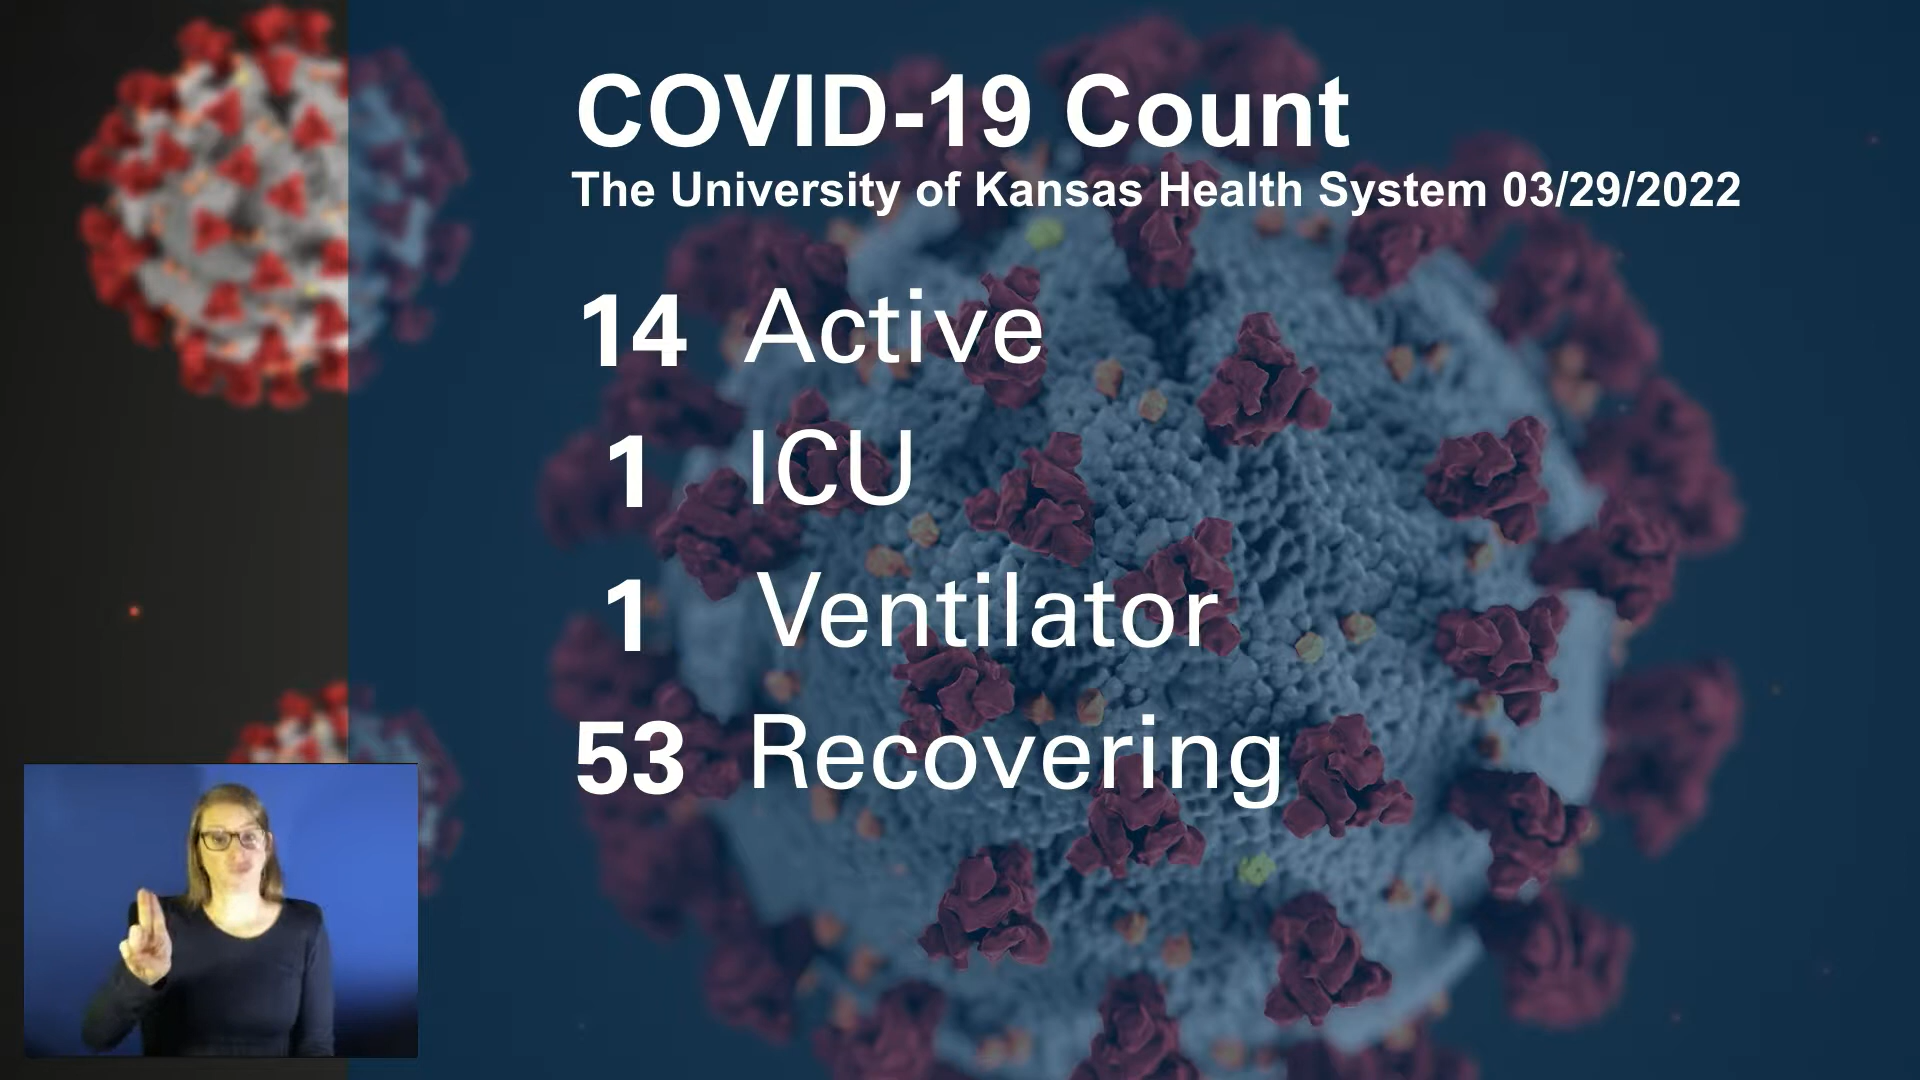 COVID-19 Count
The University of Kansas Health System 03/29/2022
14 Active
1 ICU
1 Ventilator
53 Recovering